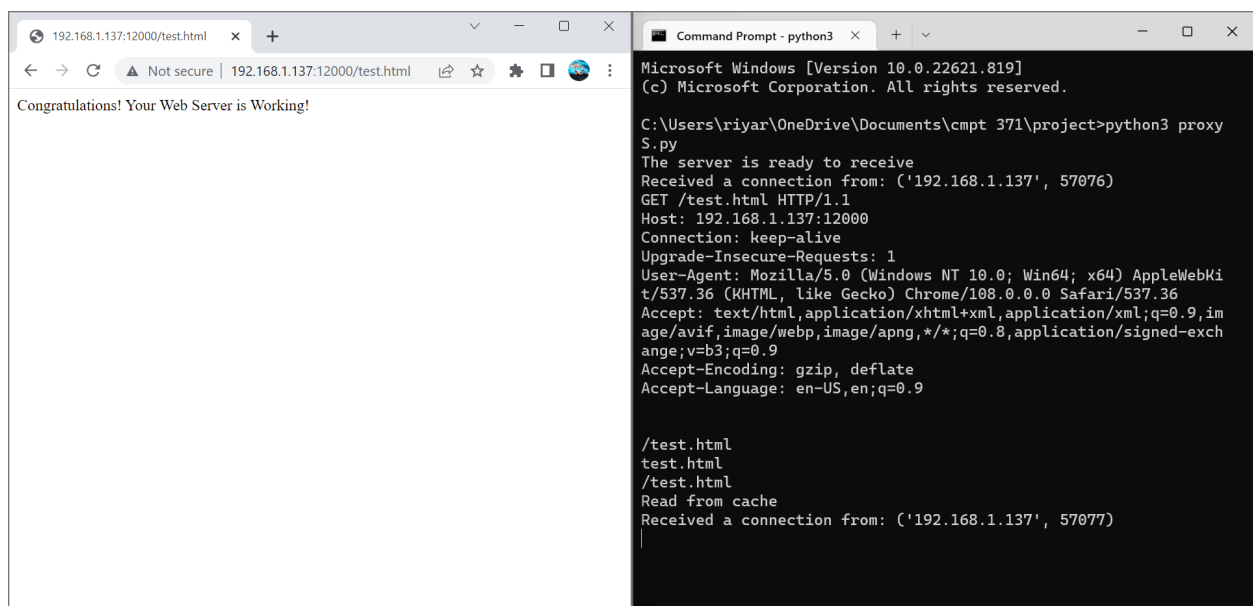 192.168.1.137:12000/test.html
Not secure | 192.168.1.137:12000/test.html
Congratulations! Your Web Server is Working!
Command Prompt - python3
Microsoft Windows [Version 10.0.22621.819]
(c) Microsoft Corporation. All rights reserved.
C:\Users\riyar\OneDrive\Documents\cmpt 371\project>python3 proxy
S.py
The server is ready to receive
Received a connection from: ('192.168.1.137', 57076)
GET /test.html HTTP/1.1
Host: 192.168.1.137:12000
Connection: keep-alive
Upgrade-Insecure-Requests: 1
User-Agent: Mozilla/5.0 (Windows NT 10.0; Win64; x64) AppleWebKi
t/537.36 (KHTML, like Gecko) Chrome/108.0.0.0 Safari/537.36
Accept: text/html,application/xhtml+xml,application/xml;q=0.9,im
age/avif,image/webp,image/apng,*/*;q=0.8,application/signed-exch
ange;v=b3;q=0.9
Accept-Encoding: gzip, deflate
Accept-Language: en-US,en;q=0.9
/test.html
test.html
/test.html
Read from cache
Received a connection from: ('192.168.1.137', 57077)